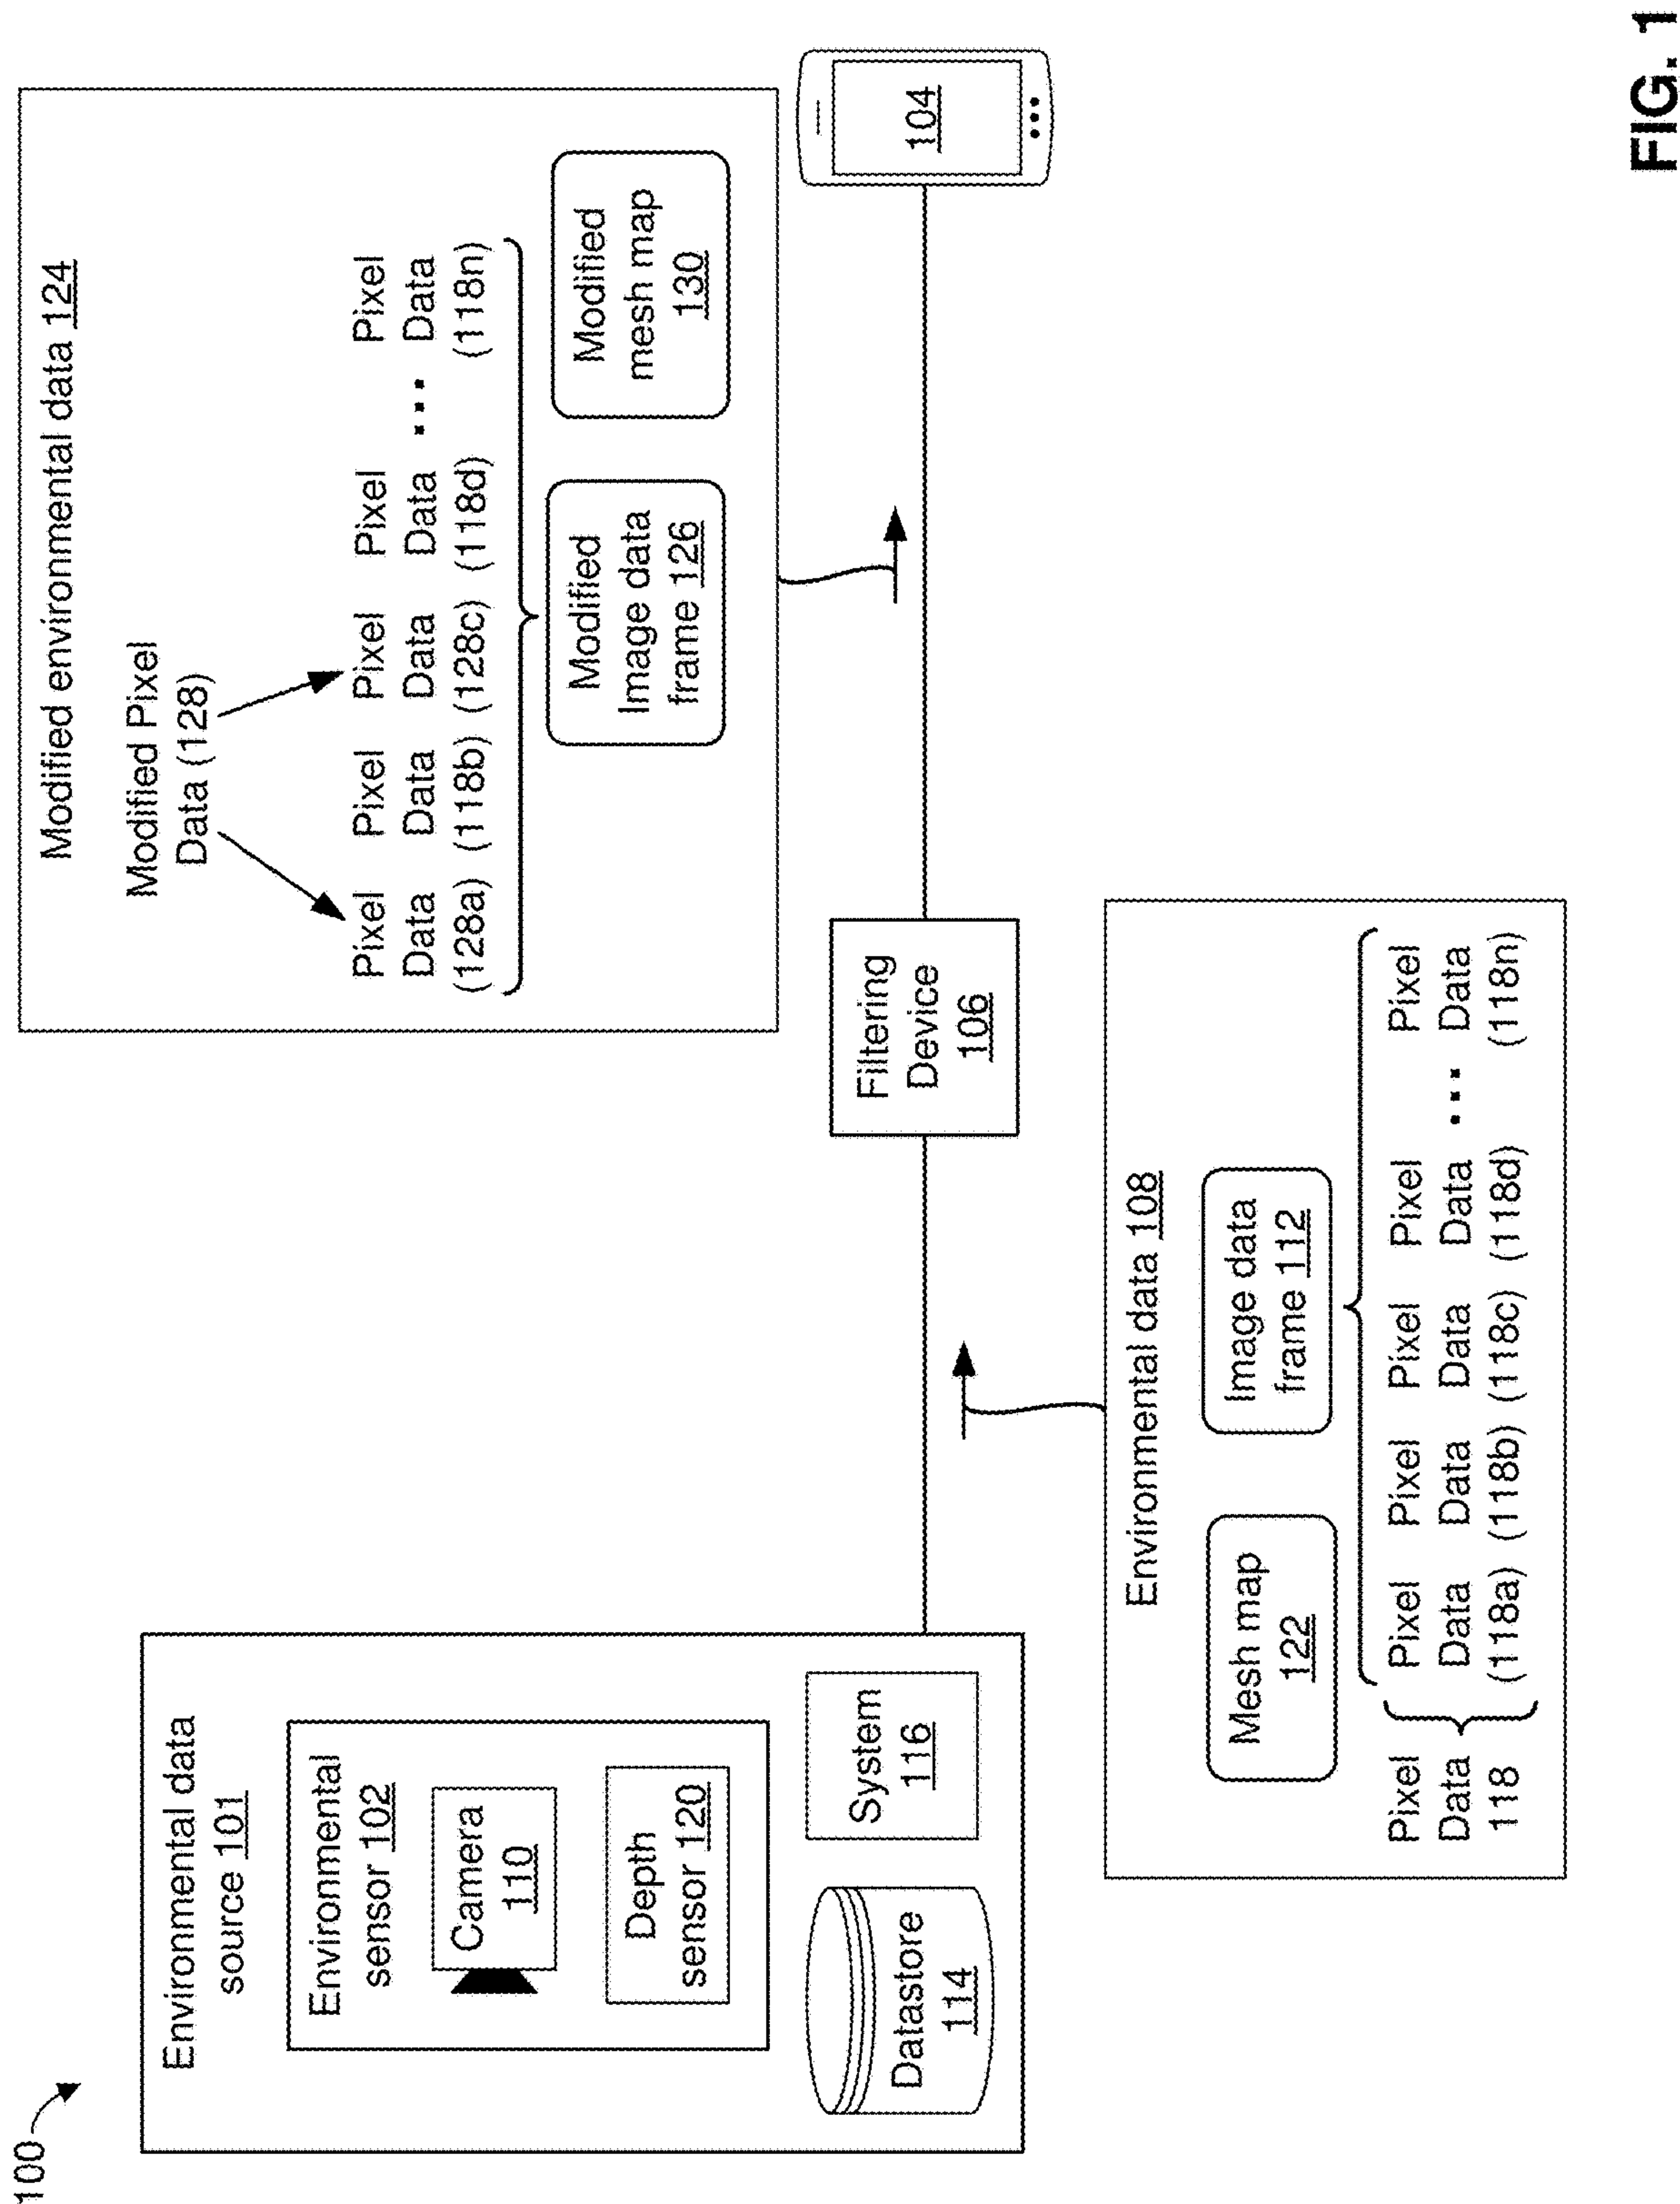 100
Environmental data
source 101
Environmental
sensor 102
Camera
110
Depth
sensor 120
Datastore
114
System
116
Environmental data 108
Mesh map
122
Image data
frame 112
Pixel
Data
118
Pixel Pixel Pixel Pixel Pixel
Data Data Data Data ... Data
(118a) (118b) (118c) (118d) (118n)
Filtering
Device
106
Modified environmental data 124
Modified Pixel
Data (128)
Pixel Pixel Pixel Pixel Pixel
Data Data Data Data ... Data
(128a) (118b) (128c) (118d) (118n)
Modified
Image data
frame 126
Modified
mesh map
130
104
FIG. 1